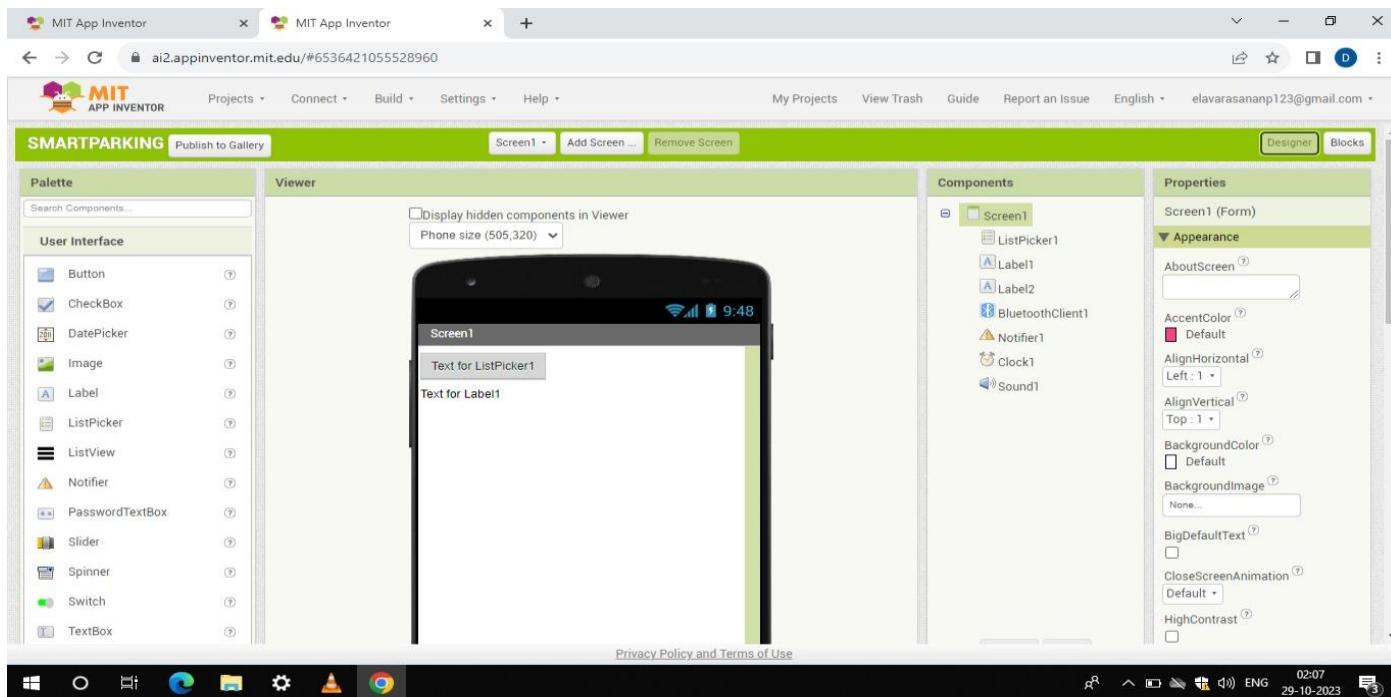 MIT App Inventor
MIT App Inventor
ai2.appinventor.mit.edu/#6536421055528960
D
MIT
APP INVENTOR
Projects
Connect
Build
Settings
Help
My Projects
View Trash
Guide
Report an Issue
English
elavarasananp123@gmail.com
SMARTPARKING
Publish to Gallery
Screen1
Add Screen ...
Remove Screen
Designer
Blocks
Palette
Search Components...
User Interface
Button
CheckBox
DatePicker
Image
Label
ListPicker
ListView
Notifier
PasswordTextBox
Slider
Spinner
Switch
TextBox
Viewer
Display hidden components in Viewer
Phone size (505,320)
9:48
Screen1
Text for ListPicker1
Text for Label1
Components
Screen1
ListPicker1
Label1
Label2
BluetoothClient1
Notifier1
Clock1
Sound1
Properties
Screen1 (Form)
Appearance
AboutScreen
AccentColor
Default
AlignHorizontal
Left : 1
AlignVertical
Top : 1
BackgroundColor
Default
BackgroundImage
None...
BigDefaultText
CloseScreenAnimation
Default
HighContrast
Privacy Policy and Terms of Use
ENG
02:07
29-10-2023
3